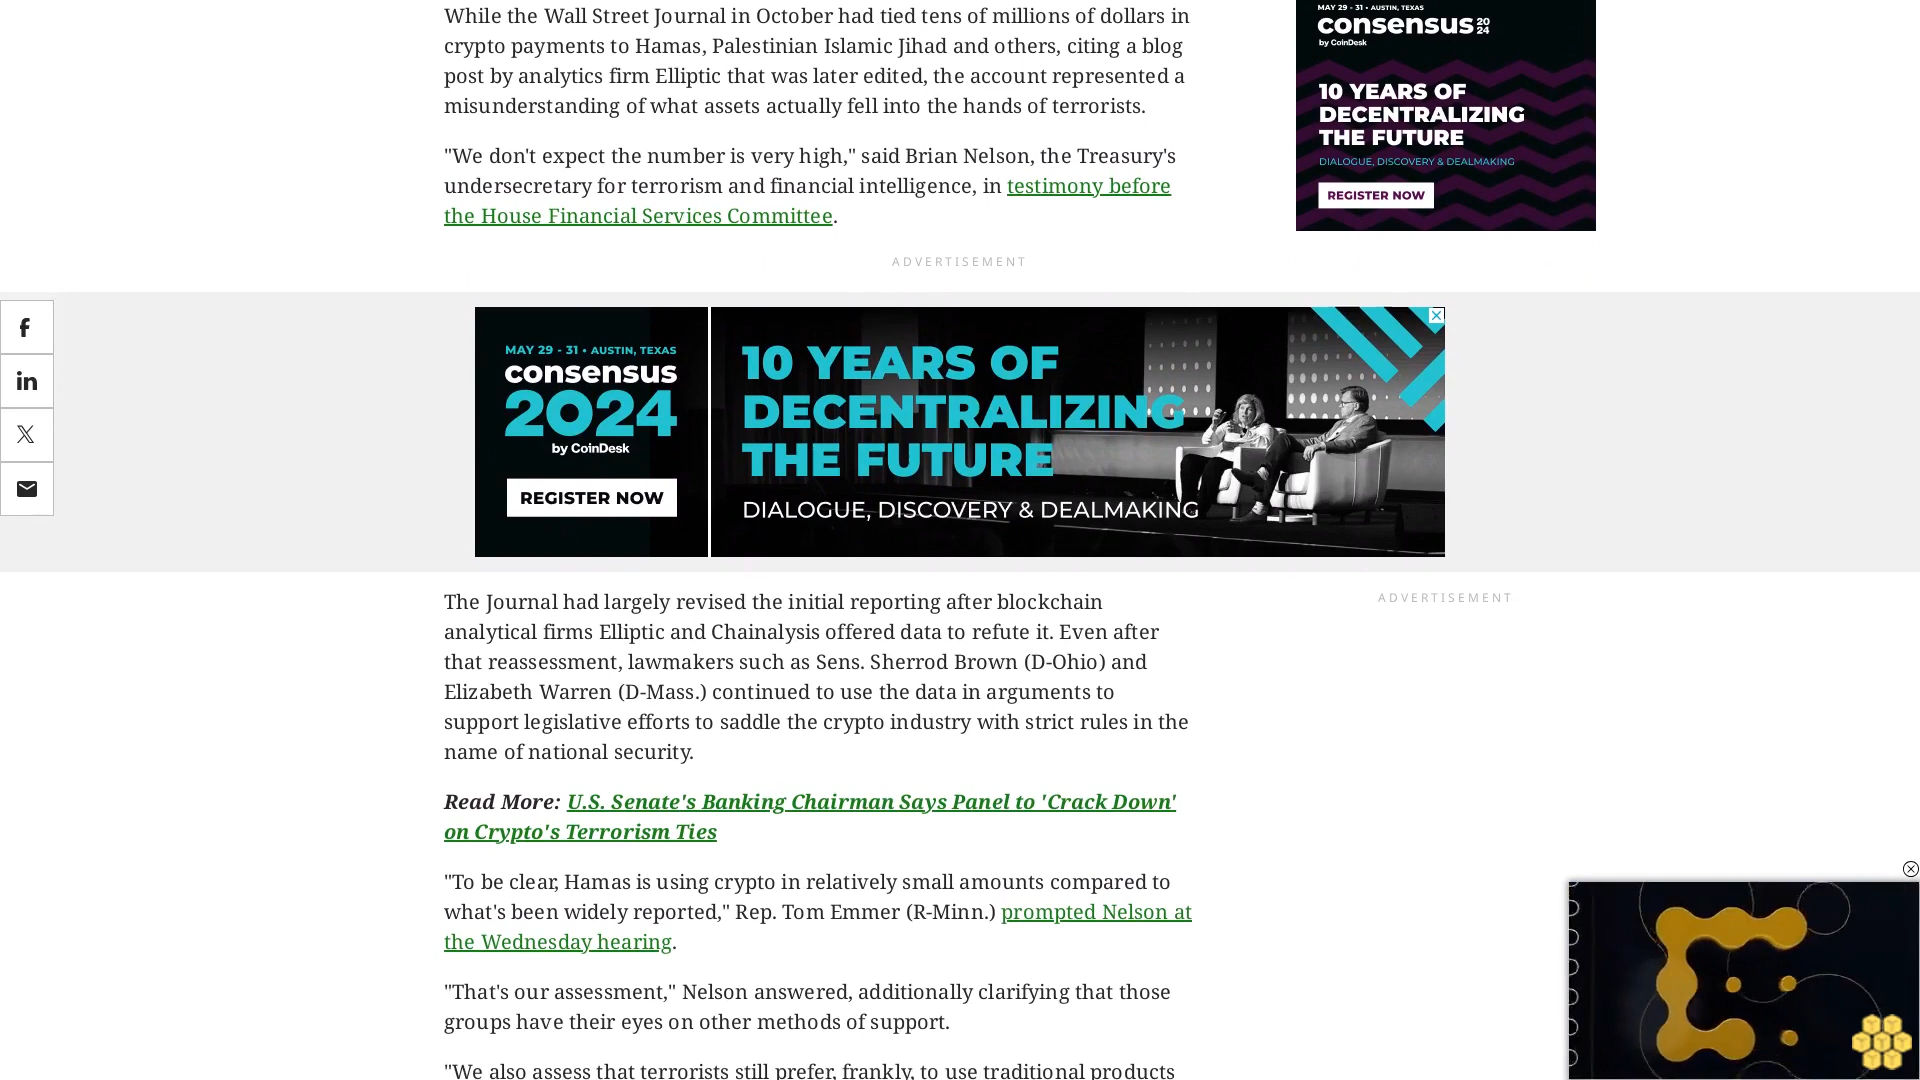 While the Wall Street Journal in October had tied tens of millions of dollars in
crypto payments to Hamas, Palestinian Islamic Jihad and others, citing a blog
post by analytics firm Elliptic that was later edited, the account represented a
misunderstanding of what assets actually fell into the hands of terrorists.
"We don't expect the number is very high," said Brian Nelson, the Treasury's
undersecretary for terrorism and financial intelligence, in testimony before
the House Financial Services Committee.
MAY 29 - 31 • AUSTIN, TEXAS
consensus 20
24
by CoinDesk
10 YEARS OF
DECENTRALIZING
THE FUTURE
DIALOGUE, DISCOVERY & DEALMAKING
REGISTER NOW
ADVERTISEMENT
MAY 29 - 31 • AUSTIN, TEXAS
consensus
2024
by CoinDesk
REGISTER NOW
10 YEARS OF
DECENTRALIZING
THE FUTURE
DIALOGUE, DISCOVERY & DEALMAKING
The Journal had largely revised the initial reporting after blockchain
analytical firms Elliptic and Chainalysis offered data to refute it. Even after
that reassessment, lawmakers such as Sens. Sherrod Brown (D-Ohio) and
Elizabeth Warren (D-Mass.) continued to use the data in arguments to
support legislative efforts to saddle the crypto industry with strict rules in the
name of national security.
ADVERTISEMENT
Read More: U.S. Senate's Banking Chairman Says Panel to 'Crack Down'
on Crypto's Terrorism Ties
"To be clear, Hamas is using crypto in relatively small amounts compared to
what's been widely reported," Rep. Tom Emmer (R-Minn.) prompted Nelson at
the Wednesday hearing.
"That's our assessment," Nelson answered, additionally clarifying that those
groups have their eyes on other methods of support.
"We also assess that terrorists still prefer, frankly, to use traditional products